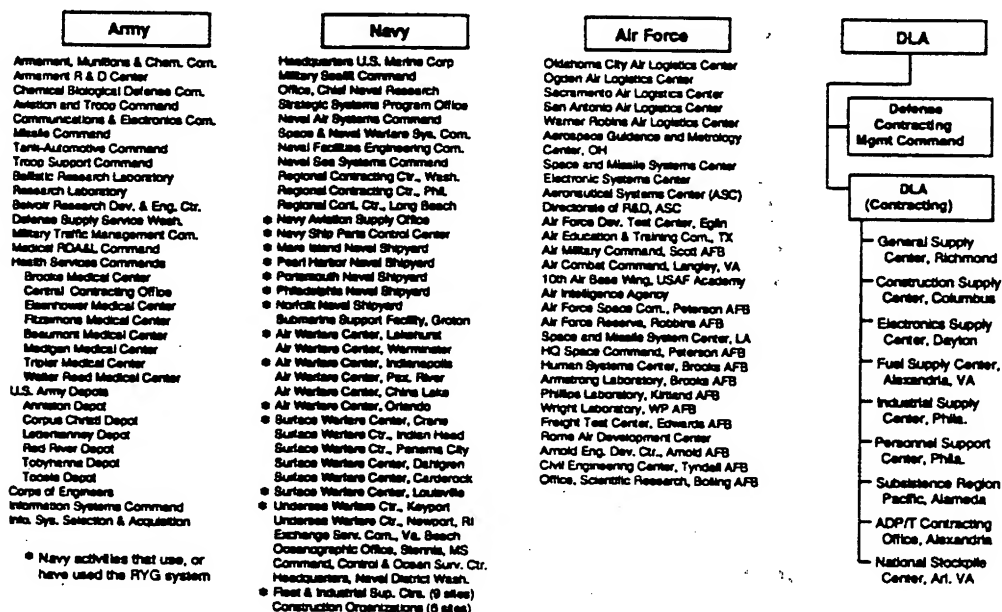 Army
Armament, Munitions & Chem. Com.
Armament R & D Center
Chemical Biological Defense Com.
Aviation and Troop Command
Communications & Electronics Com.
Missile Command
Tank-Automotive Command
Troop Support Command
Ballistic Research Laboratory
Research Laboratory
Belvoir Research Dev. & Eng. Ctr.
Defense Supply Service Wash.
Military Traffic Management Com.
Medical RDA&L Command
Health Services Commands
Brooks Medical Center
Central Contracting Office
Eisenhower Medical Center
Fitzsmons Medical Center
Beaumont Medical Center
Madigan Medical Center
Tripler Medical Center
Walter Reed Medical Center
U.S. Army Depots
Anniston Depot
Corpus Christi Depot
Letterkenney Depot
Red River Depot
Tobyhanna Depot
Tooele Depot
Corps of Engineers
Information Systems Command
Info. Sys. Selection & Acquisition
* Navy activities that use, or
have used the RYG system
Navy
Headquarters U.S. Marine Corp
Military Sealift Command
Office, Chief Naval Research
Strategic Systems Program Office
Naval Air Systems Command
Space & Naval Warfare Sys. Com.
Naval Facilities Engineering Com.
Naval Sea Systems Command
Regional Contracting Ctr., Wash.
Regional Contracting Ctr., Phil.
Regional Cont. Ctr., Long Beach
* Navy Aviation Supply Office
* Navy Ship Parts Control Center
* Mare Island Naval Shipyard
* Pearl Harbor Naval Shipyard
* Portsmouth Naval Shipyard
* Philadelphia Naval Shipyard
* Norfolk Naval Shipyard
Submarine Support Facility, Groton
* Air Warfare Center, Lakehurst
Air Warfare Center, Warminster
* Air Warfare Center, Indianapolis
Air Warfare Center, Pax. River
Air Warfare Center, China Lake
* Air Warfare Center, Orlando
* Surface Warfare Center, Crane
Surface Warfare Ctr., Indian Head
Surface Warfare Ctr., Panama City
Surface Warfare Center, Dahlgren
Surface Warfare Center, Carderock
* Surface Warfare Center, Louisville
* Undersea Warfare Ctr., Keyport
Undersea Warfare Ctr., Newport, RI
Exchange Serv. Com., Va. Beach
Oceanographic Office, Stennis, MS
Command, Control & Ocean Surv. Ctr.
Headquarters, Naval District Wash.
* Fleet & Industrial Sup. Ctrs. (9 sites)
Construction Organizations (6 sites)
Air Force
Oklahoma City Air Logistics Center
Ogden Air Logistics Center
Sacramento Air Logistics Center
San Antonio Air Logistics Center
Warner Robins Air Logistics Center
Aerospace Guidance and Metrology
Center, OH
Space and Missile Systems Center
Electronic Systems Center
Aeronautical Systems Center (ASC)
Directorate of R&D, ASC
Air Force Dev. Test Center, Eglin
Air Education & Training Com., TX
Air Military Command, Scott AFB
Air Combat Command, Langley, VA
10th Air Base Wing, USAF Academy
Air Intelligence Agency
Air Force Space Com., Peterson AFB
Air Force Reserve, Robbins AFB
Space and Missile System Center, LA
HQ Space Command, Peterson AFB
Human Systems Center, Brooks AFB
Armstrong Laboratory, Brooks AFB
Phillips Laboratory, Kirtland AFB
Wright Laboratory, WP AFB
Freight Test Center, Edwards AFB
Rome Air Development Center
Arnold Eng. Dev. Ctr., Arnold AFB
Civil Engineering Center, Tyndall AFB
Office, Scientific Research, Bolling AFB
DLA
Defense
Contracting
Mgmt Command
DLA
(Contracting)
General Supply
Center, Richmond
Construction Supply
Center, Columbus
Electronics Supply
Center, Dayton
Fuel Supply Center,
Alexandria, VA
Industrial Supply
Center, Phila.
Personnel Support
Center, Phila.
Subsistence Region
Pacific, Alameda
ADP/T Contracting
Office, Alexandria
National Stockpile
Center, Arl. VA